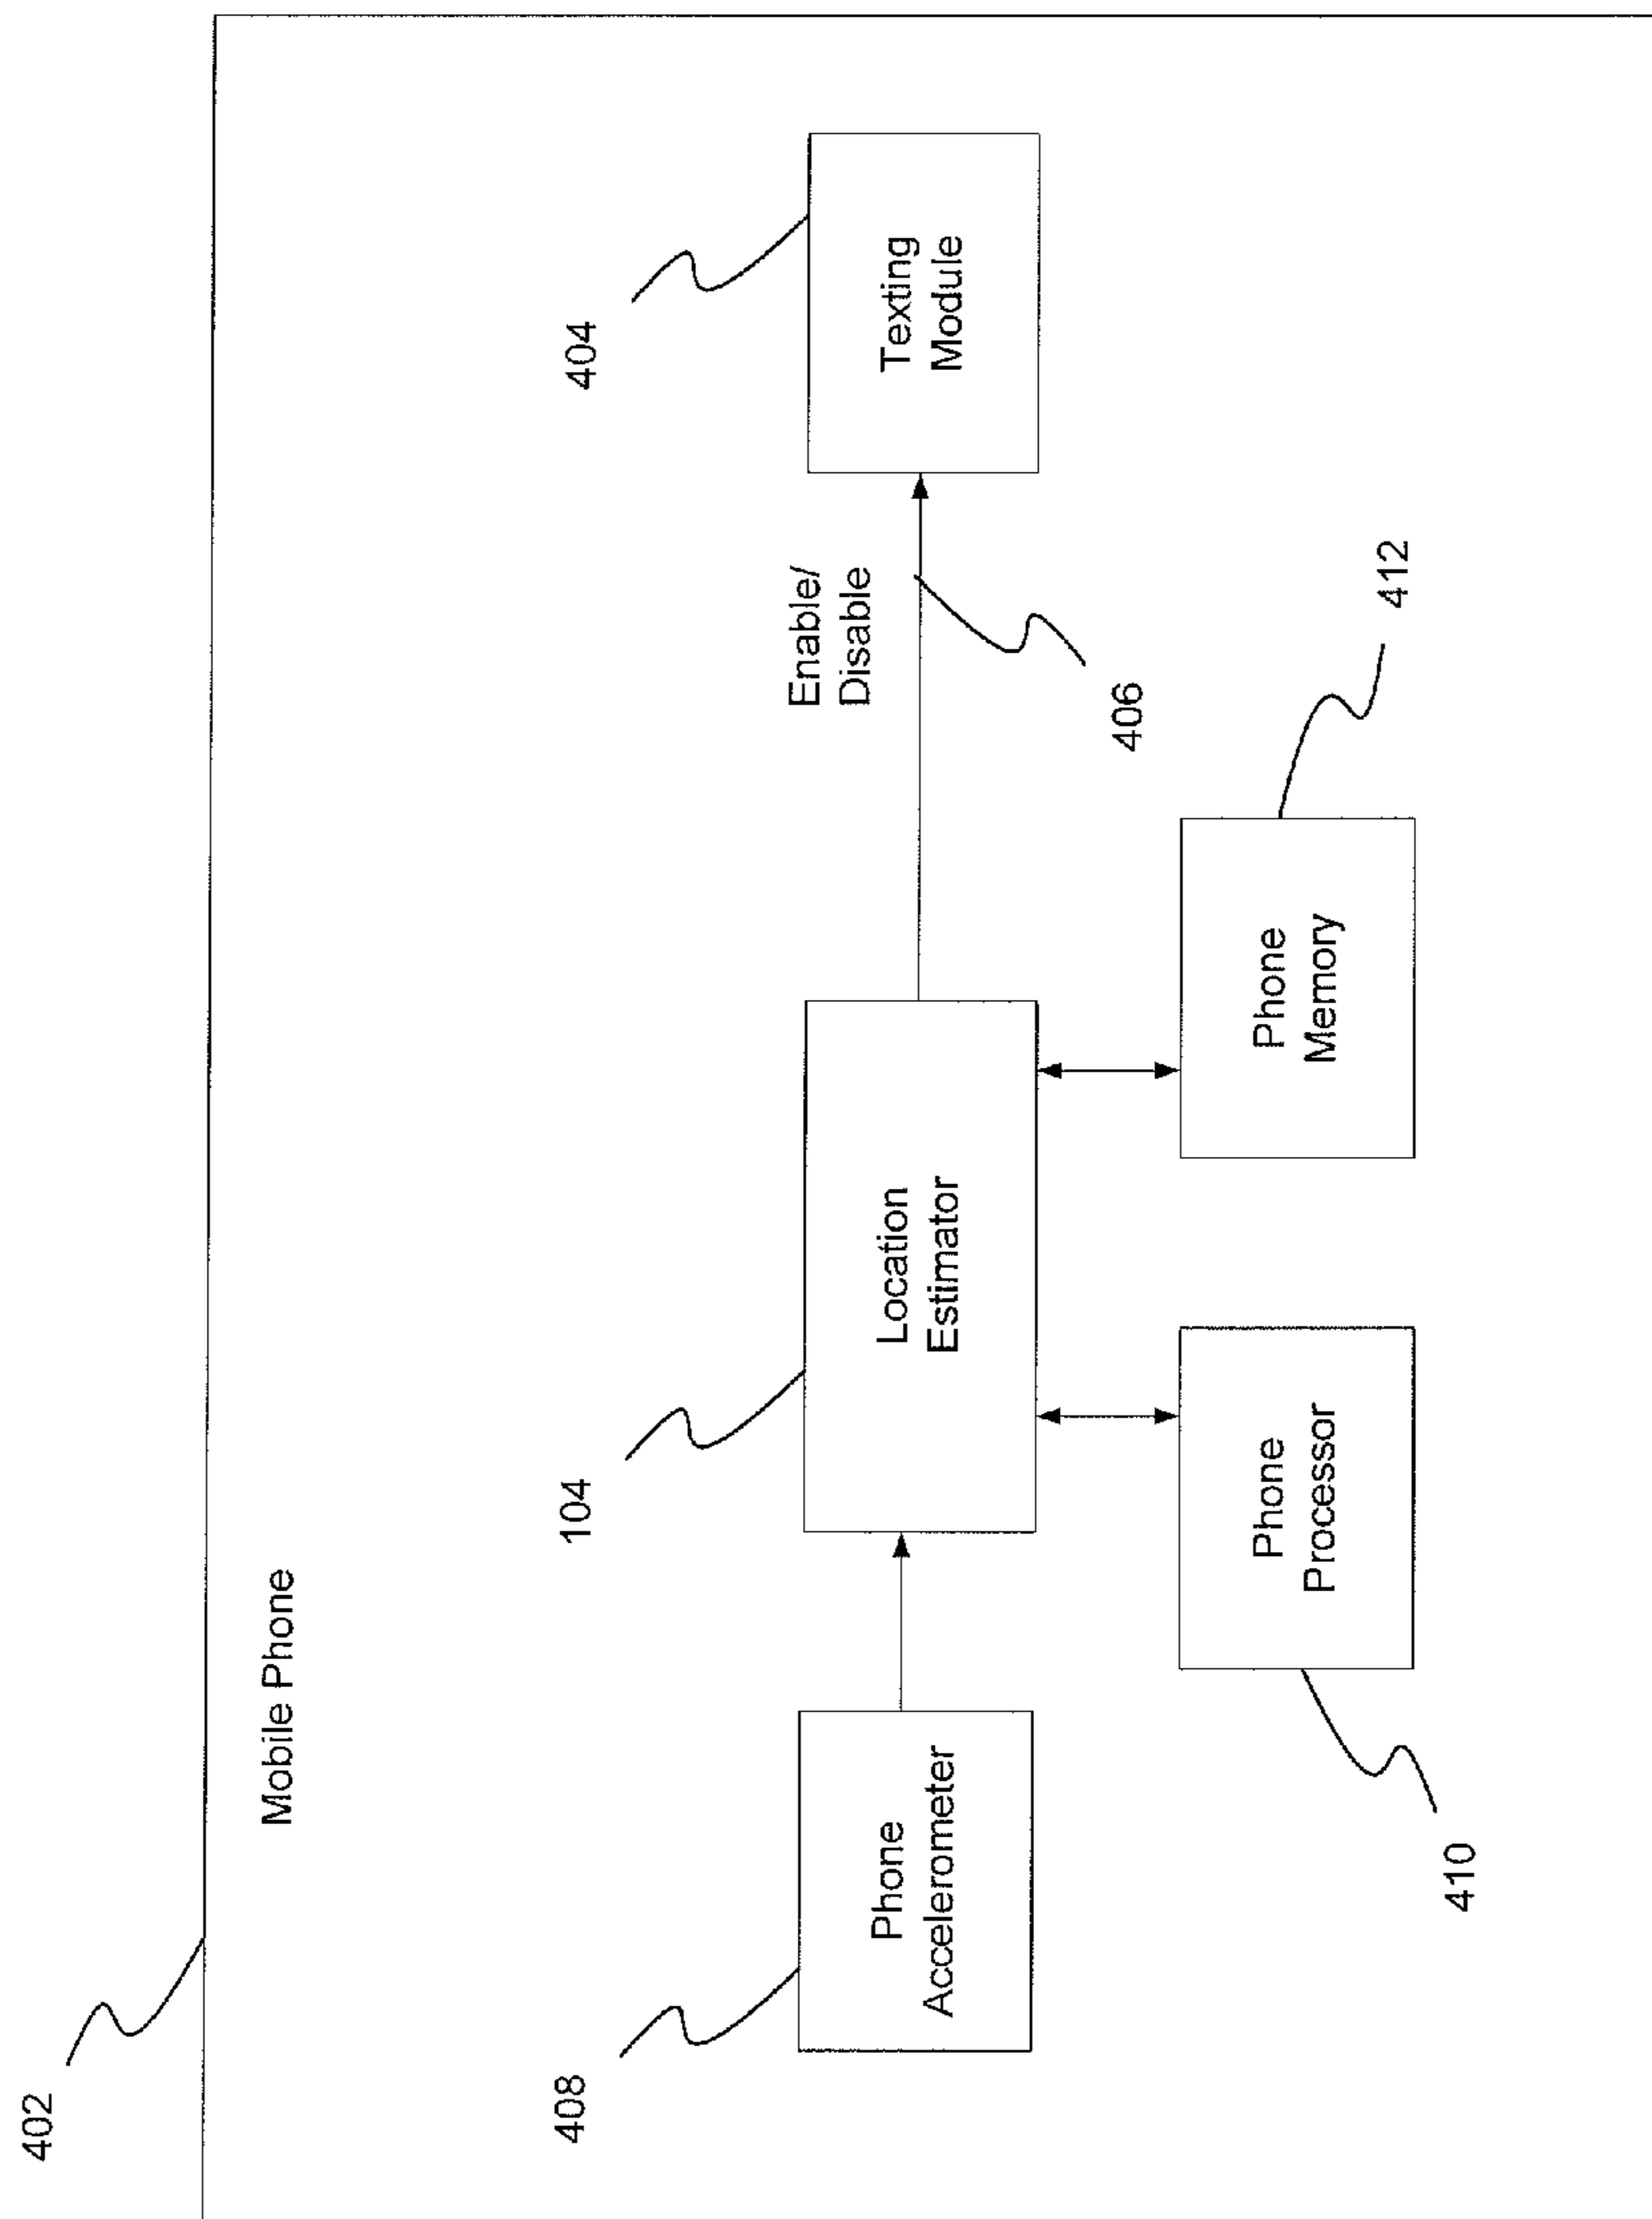 402
Mobile Phone
408
Phone
Accelerometer
104
Location
Estimator
Enable/
Disable
406
404
Texting
Module
410
Phone
Processor
Phone
Memory
412